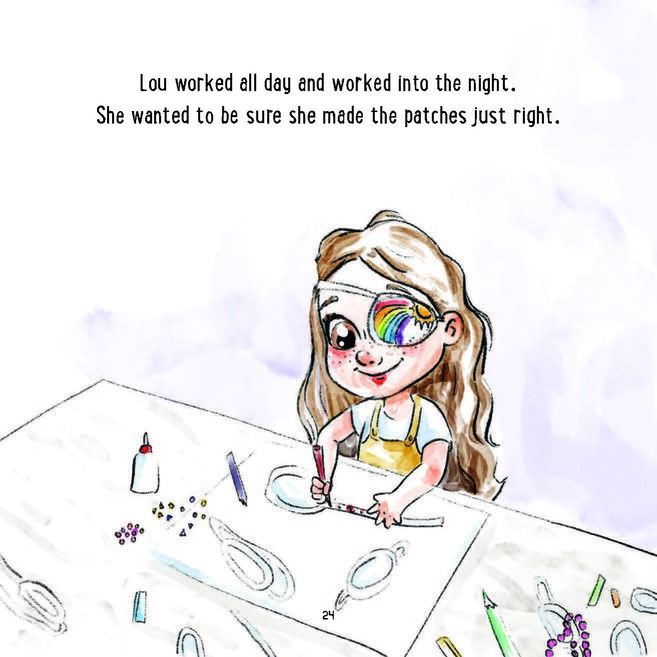 Lou worked all day and worked into the night.
She wanted to be sure she made the patches just right.
24